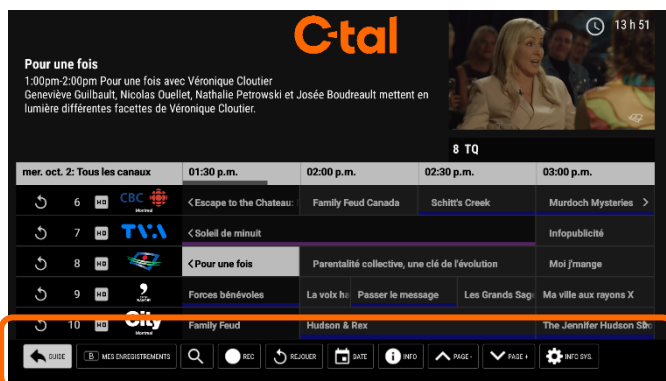 C-tal
13 h 51
Pour une fois
1:00pm-2:00pm Pour une fois avec Véronique Cloutier
Geneviève Guilbault, Nicolas Ouellet, Nathalie Petrowski et Josée Boudreault mettent en
lumière différentes facettes de Véronique Cloutier.
8 TQ
mer. oct. 2: Tous les canaux 01:30 p.m. 02:00 p.m. 02:30 p.m. 03:00 p.m.
6 HD CBC Montreal <Escape to the Chateau: Family Feud Canada Schitt's Creek Murdoch Mysteries >
7 HD TVA <Soleil de minuit Infopublicité
8 HD <Pour une fois Parentalité collective, une clé de l'évolution Moi j'mange
9 HD Forces bénévoles La voix ha Passer le message Les Grands Sag Ma ville aux rayons X
10 HD City Montreal Family Feud Hudson & Rex The Jennifer Hudson Sho
GUIDE B MES ENREGISTREMENTS REC REJOUER DATE i INFO PAGE - PAGE + INFO SYS.